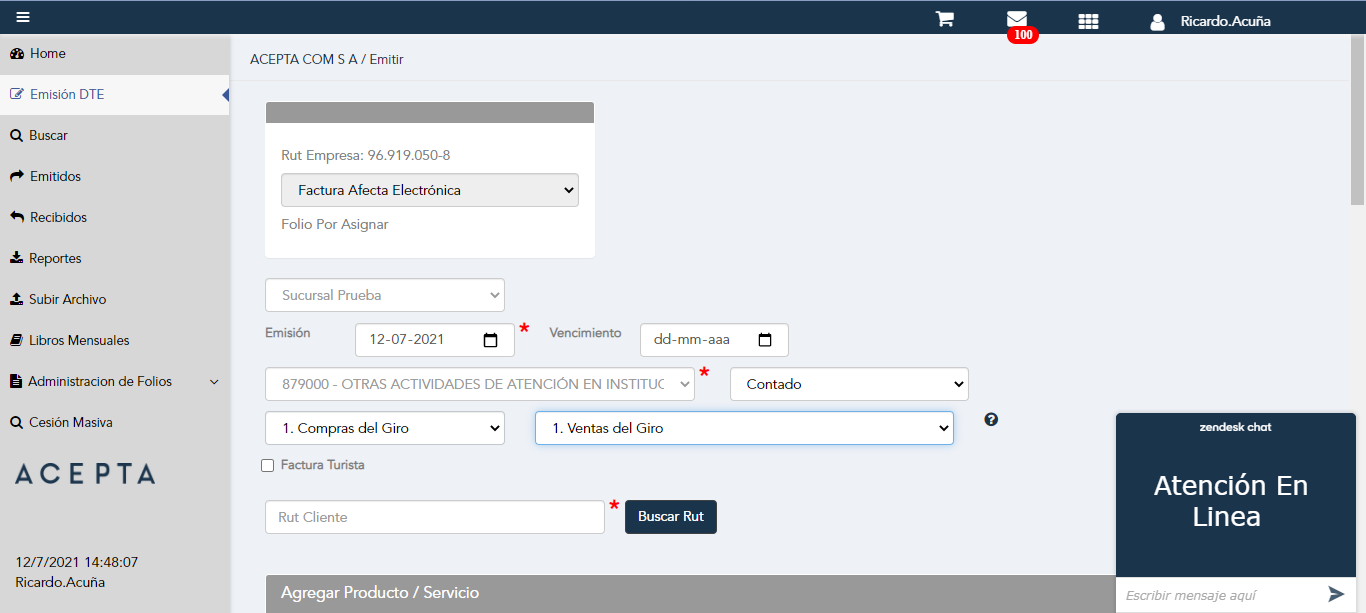 100
Ricardo.Acuña
Home
Emisión DTE
Buscar
Emitidos
Recibidos
Reportes
Subir Archivo
Libros Mensuales
Administracion de Folios
Cesión Masiva
ACEPTA
12/7/2021 14:48:07
Ricardo.Acuña
ACEPTA COM S A / Emitir
Rut Empresa: 96.919.050-8
Factura Afecta Electrónica
Folio Por Asignar
Sucursal Prueba
Emisión 12-07-2021 * Vencimiento dd-mm-aaa
879000 - OTRAS ACTIVIDADES DE ATENCIÓN EN INSTITUC * Contado
1. Compras del Giro 1. Ventas del Giro ?
Factura Turista
Rut Cliente * Buscar Rut
Agregar Producto / Servicio
zendesk chat
Atención En
Linea
Escribir mensaje aquí